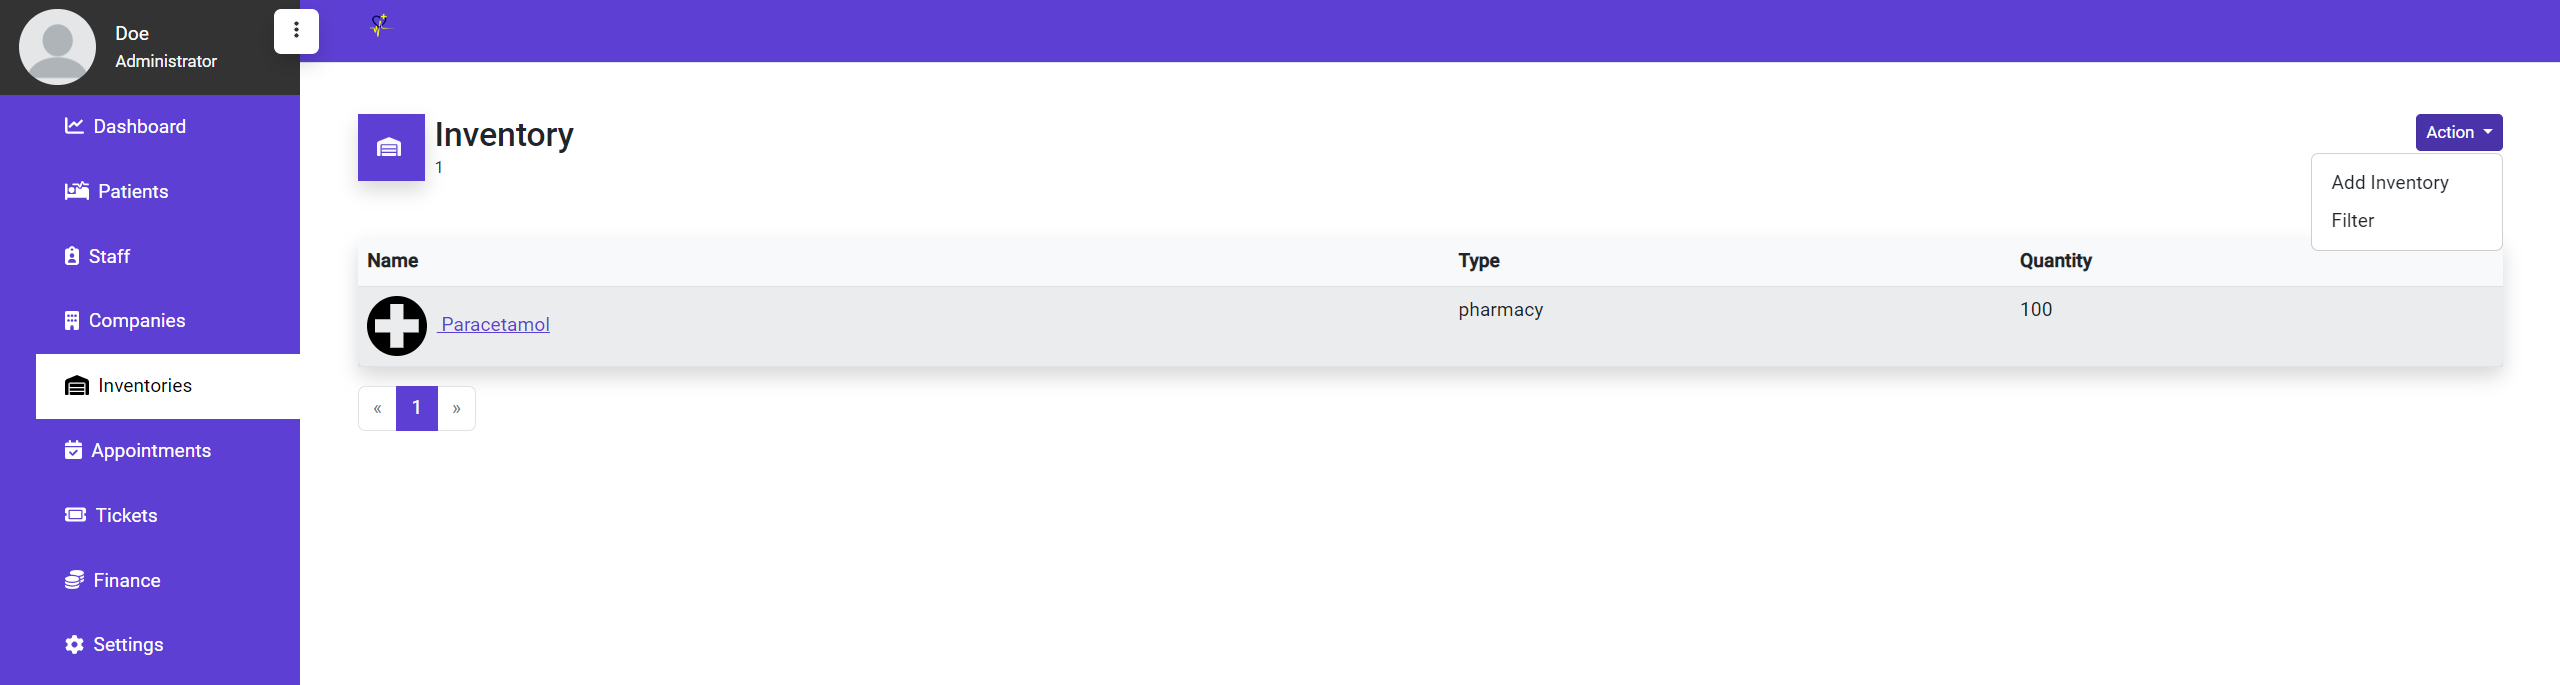 Doe
Administrator
Dashboard
Patients
Staff
Companies
Inventories
Appointments
Tickets
Finance
Settings
Inventory
1
Action
Add Inventory
Filter
Name Type Quantity
Paracetamol pharmacy 100
« 1 »